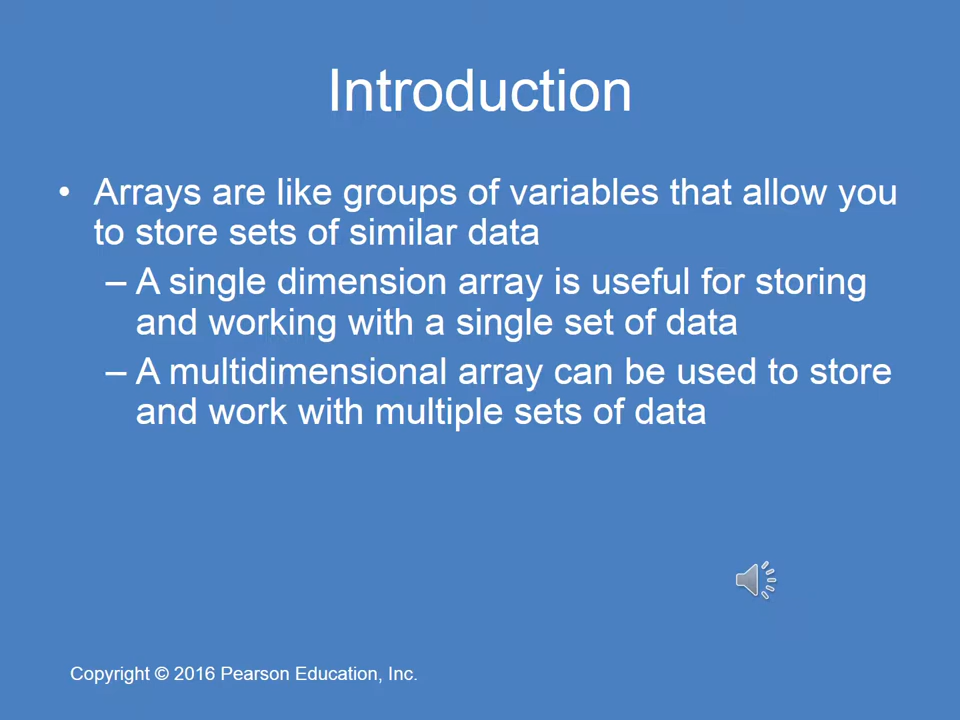 Introduction
• Arrays are like groups of variables that allow you
to store sets of similar data
– A single dimension array is useful for storing
and working with a single set of data
– A multidimensional array can be used to store
and work with multiple sets of data
Copyright © 2016 Pearson Education, Inc.